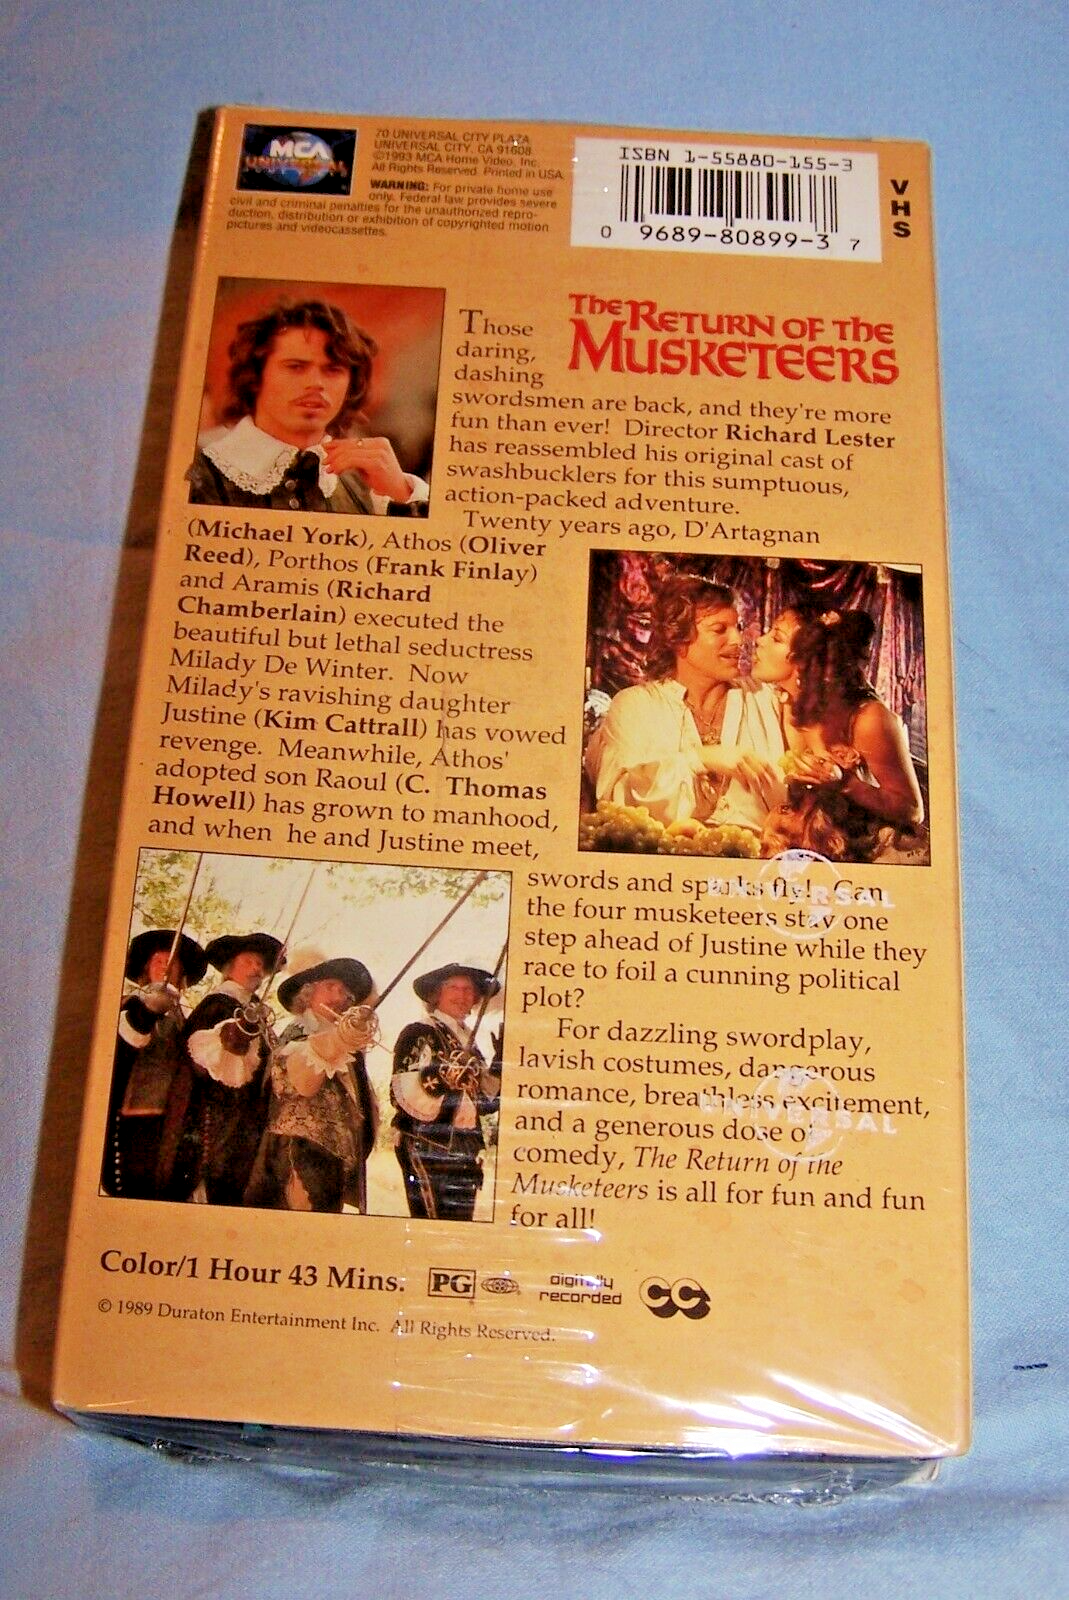 MCA
UNIVERSAL
70 UNIVERSAL CITY PLAZA
UNIVERSAL CITY, CA 91608
©1993 MCA Home Video, Inc.
All Rights Reserved. Printed in USA.
WARNING: For private home use
only. Federal law provides severe
civil and criminal penalties for the unauthorized repro-
duction, distribution or exhibition of copyrighted motion
pictures and videocassettes.
ISBN 1-55880-155-3
0 9689-80899-3 7
VHS
The Return of the
Musketeers
Those
daring,
dashing
swordsmen are back, and they're more
fun than ever! Director Richard Lester
has reassembled his original cast of
swashbucklers for this sumptuous,
action-packed adventure.
Twenty years ago, D'Artagnan
(Michael York), Athos (Oliver
Reed), Porthos (Frank Finlay)
and Aramis (Richard
Chamberlain) executed the
beautiful but lethal seductress
Milady De Winter. Now
Milady's ravishing daughter
Justine (Kim Cattrall) has vowed
revenge. Meanwhile, Athos'
adopted son Raoul (C. Thomas
Howell) has grown to manhood,
and when he and Justine meet,
swords and sparks fly! Can
the four musketeers stay one
step ahead of Justine while they
race to foil a cunning political
plot?
For dazzling swordplay,
lavish costumes, dangerous
romance, breathless excitement,
and a generous dose of
comedy, The Return of the
Musketeers is all for fun and fun
for all!
UNIVERSAL
UNIVERSAL
Color/1 Hour 43 Mins.
PG
digitally
recorded
CC
© 1989 Duraton Entertainment Inc. All Rights Reserved.